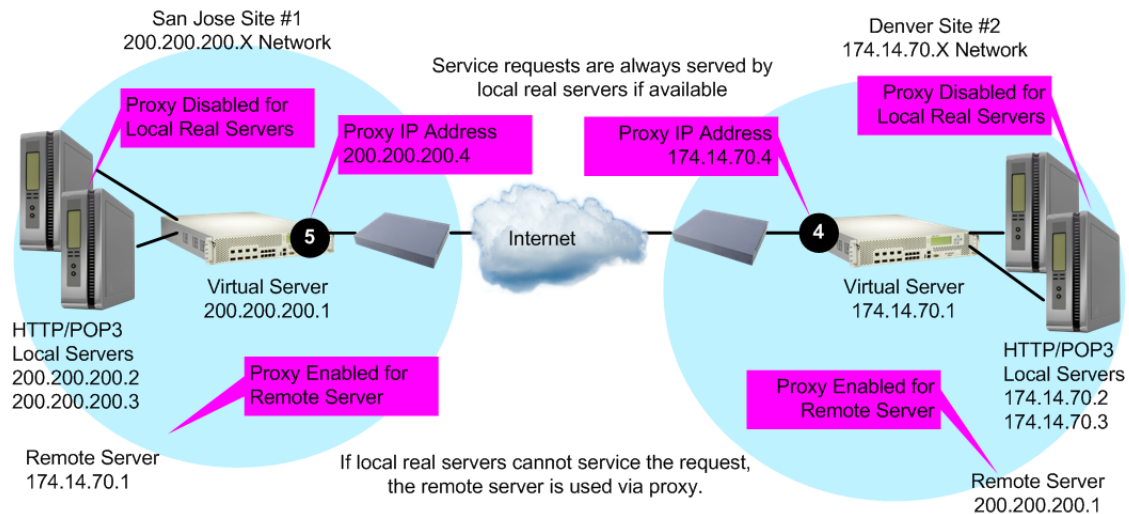 San Jose Site #1
200.200.200.X Network
Denver Site #2
174.14.70.X Network
Service requests are always served by
local real servers if available
Proxy Disabled for
Local Real Servers
Proxy IP Address
200.200.200.4
Proxy IP Address
174.14.70.4
Proxy Disabled for
Local Real Servers
5
Internet
4
Virtual Server
200.200.200.1
Virtual Server
174.14.70.1
HTTP/POP3
Local Servers
200.200.200.2
200.200.200.3
HTTP/POP3
Local Servers
174.14.70.2
174.14.70.3
Proxy Enabled for
Remote Server
Proxy Enabled for
Remote Server
Remote Server
174.14.70.1
If local real servers cannot service the request,
the remote server is used via proxy.
Remote Server
200.200.200.1